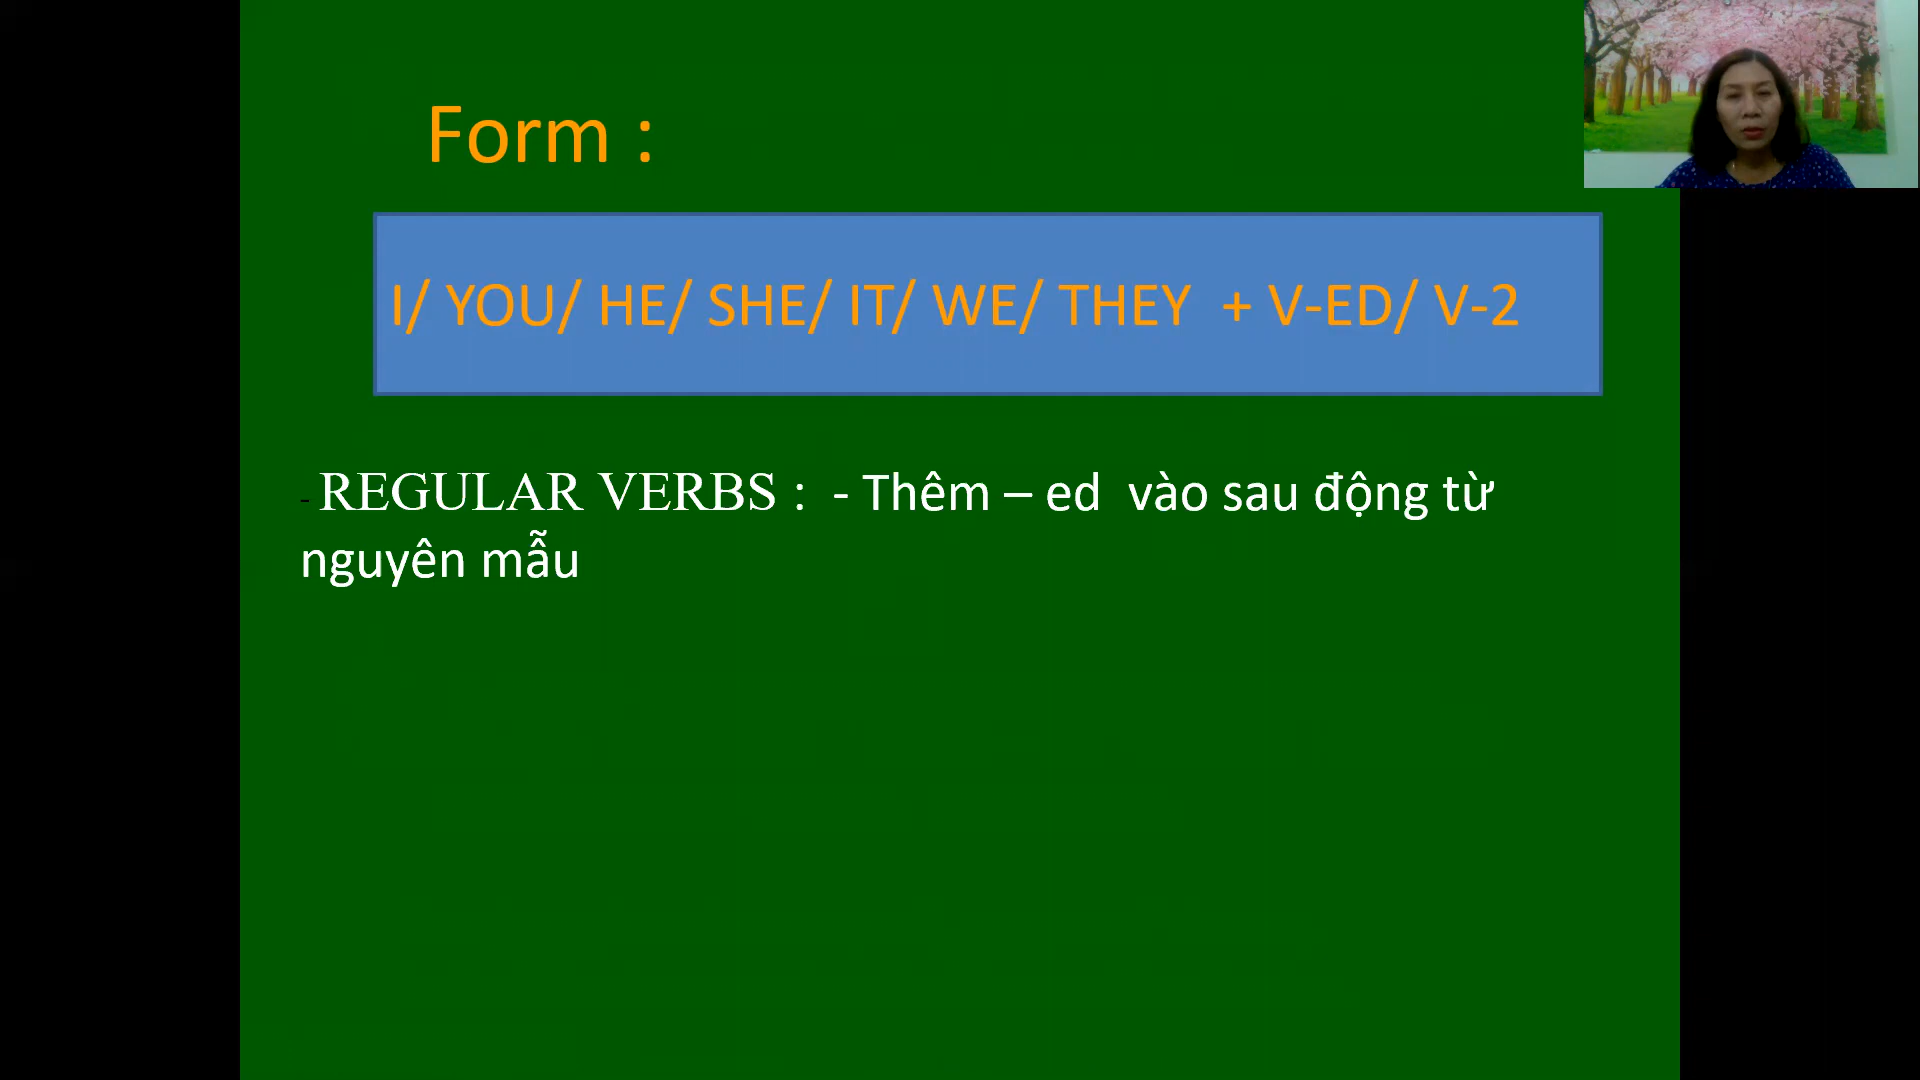 Form :
I/ YOU/ HE/ SHE/ IT/ WE/ THEY + V-ED/ V-2
- REGULAR VERBS : - Thêm – ed vào sau động từ
nguyên mẫu